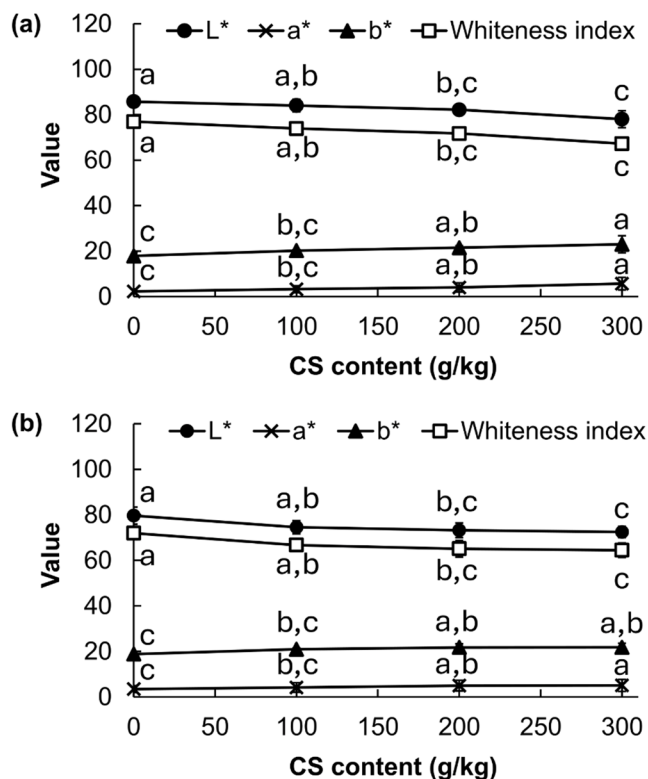 (a)
L* a* b* Whiteness index
120
100
80
60
40
20
0
Value
a a,b b,c c
a a,b b,c c
c b,c a,b a
c b,c a,b a
0 50 100 150 200 250 300
CS content (g/kg)
(b)
L* a* b* Whiteness index
120
100
80
60
40
20
0
Value
a a,b b,c c
a a,b b,c c
c b,c a,b a,b
c b,c a,b a
0 50 100 150 200 250 300
CS content (g/kg)